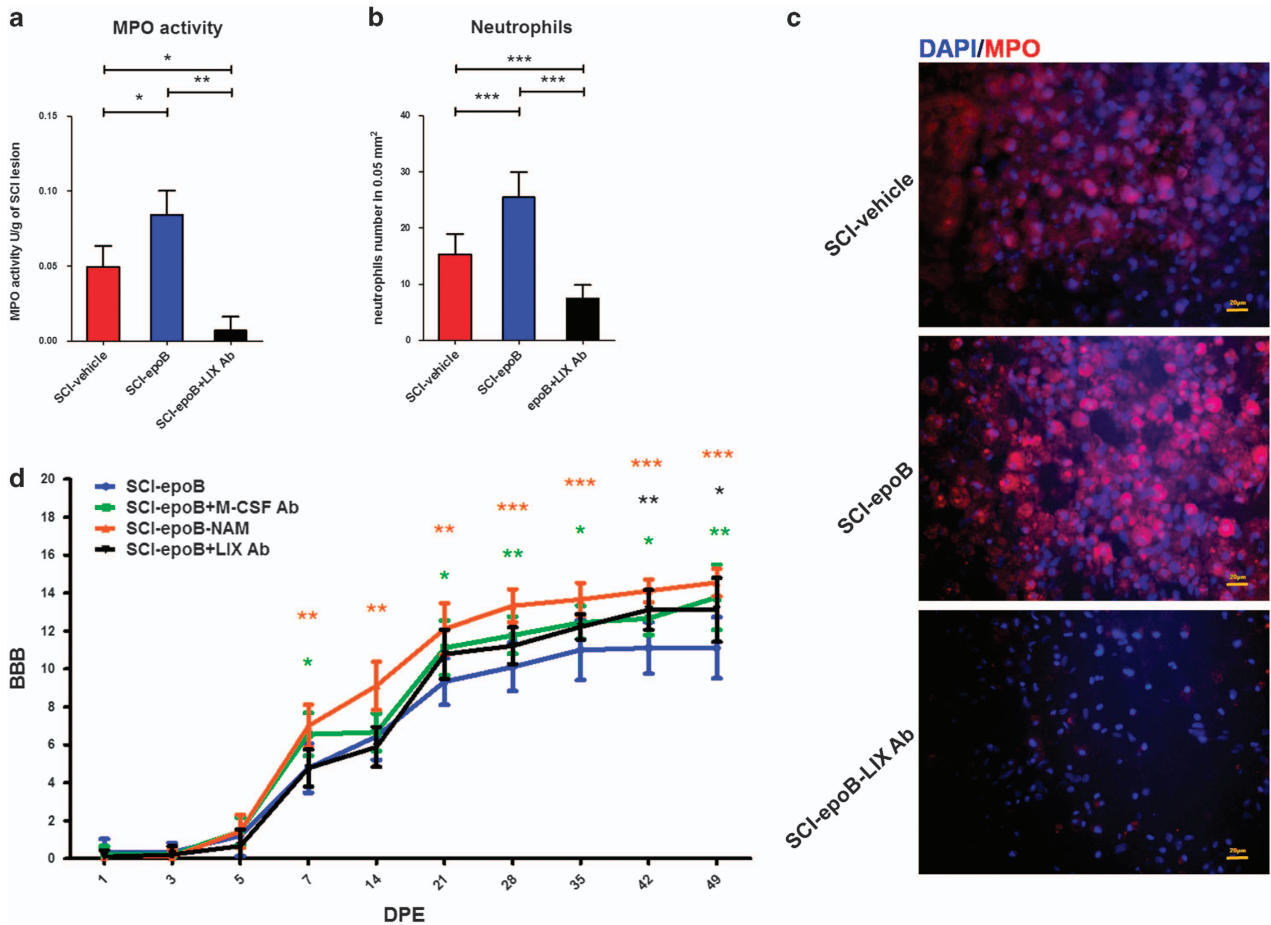 a
MPO activity
*
**
*
MPO activity U/g of SCI lesion
0.15
0.10
0.05
0.00
SCI-vehicle
SCI-epoB
SCI-epoB+LIX Ab
b
Neutrophils
***
***
***
neutrophils number in 0.05 mm²
40
30
20
10
0
SCI-vehicle
SCI-epoB
epoB+LIX Ab
c
DAPI/MPO
SCI-vehicle
20µm
SCI-epoB
20µm
SCI-epoB-LIX Ab
20µm
d
SCI-epoB
SCI-epoB+M-CSF Ab
SCI-epoB-NAM
SCI-epoB+LIX Ab
** ** ** *** *** *** ***
** *
* * ** * * **
BBB
20
18
16
14
12
10
8
6
4
2
0
1 3 5 7 14 21 28 35 42 49
DPE